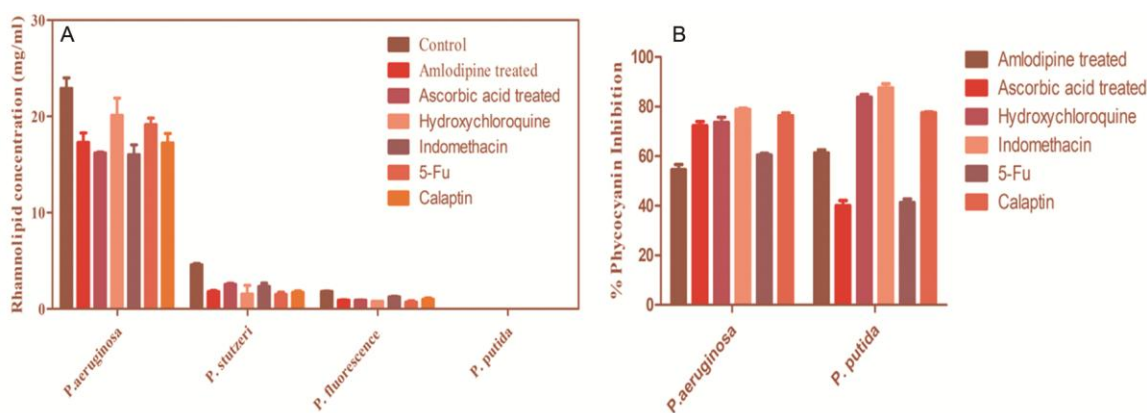 A
Rhamnolipid concentration (mg/ml)
30
20
10
0
Control
Amlodipine treated
Ascorbic acid treated
Hydroxychloroquine
Indomethacin
5-Fu
Calaptin
P.aeruginosa
P. stutzeri
P. fluorescence
P. putida
B
% Phycocyanin Inhibition
100
80
60
40
20
0
Amlodipine treated
Ascorbic acid treated
Hydroxychloroquine
Indomethacin
5-Fu
Calaptin
P.aeruginosa
P. putida